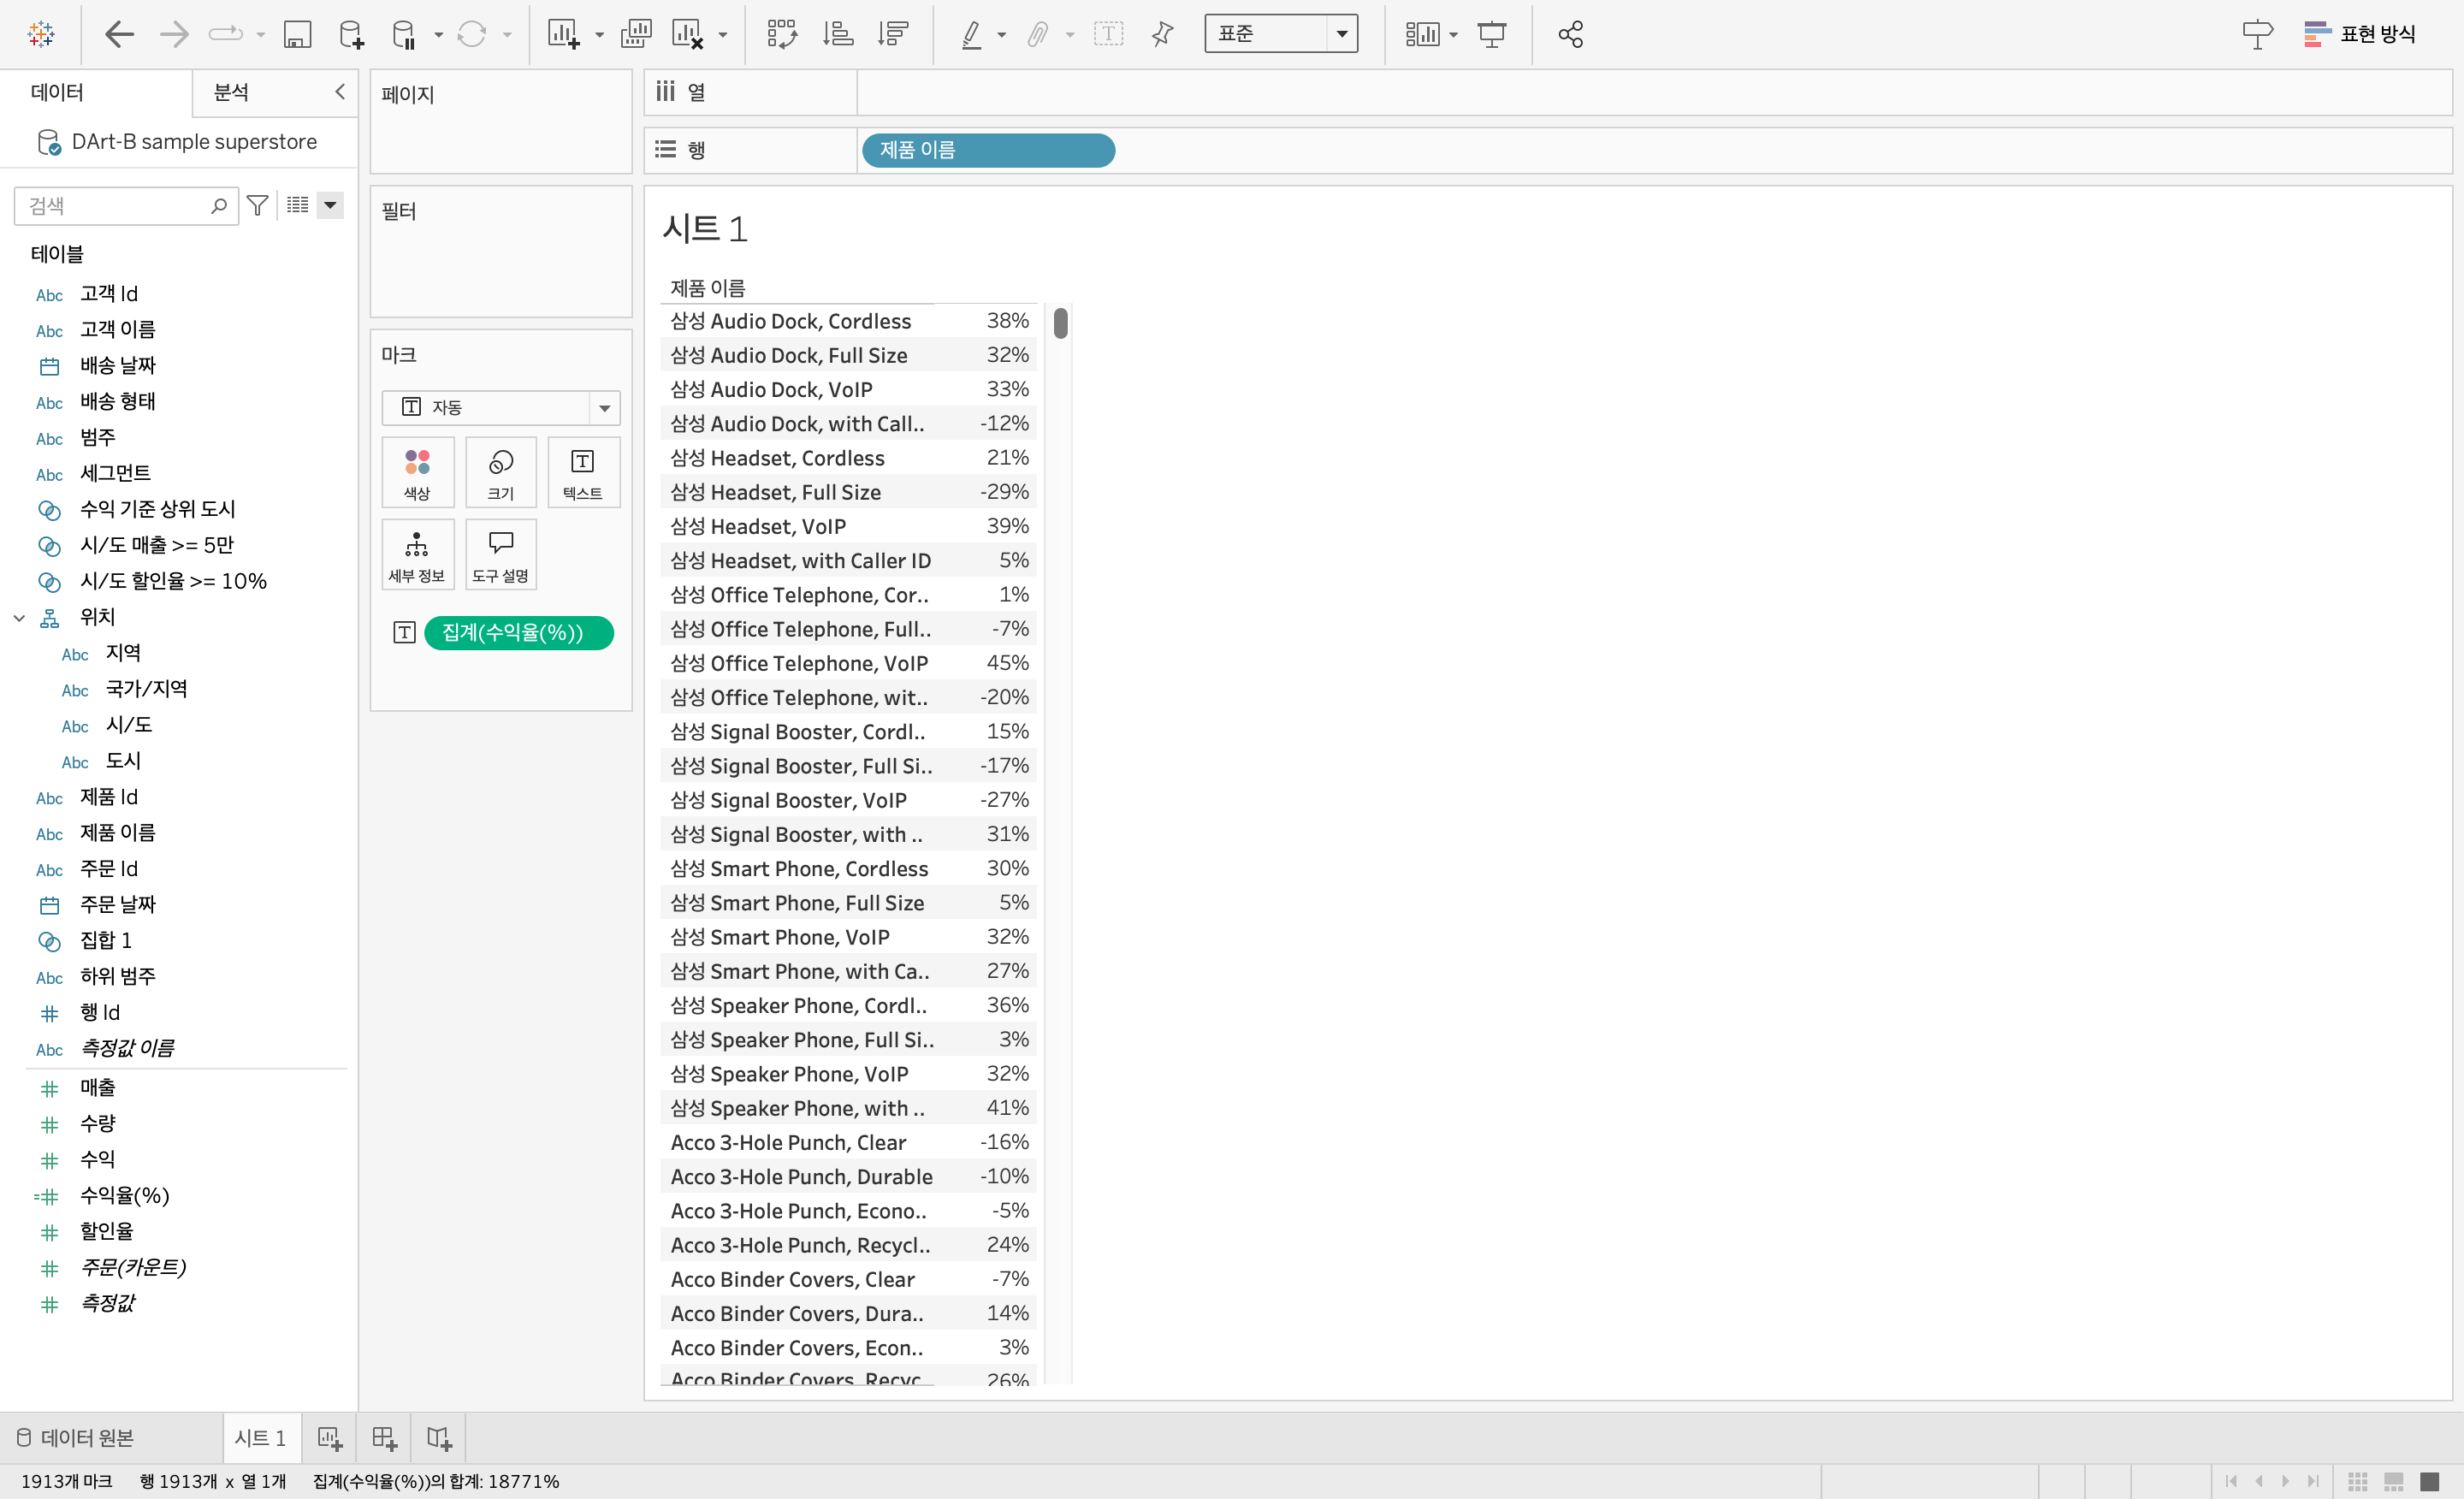 표준
표현 방식
데이터
분석
DArt-B sample superstore
검색
테이블
Abc 고객 Id
Abc 고객 이름
배송 날짜
Abc 배송 형태
Abc 범주
Abc 세그먼트
수익 기준 상위 도시
시/도 매출 >= 5만
시/도 할인율 >= 10%
위치
Abc 지역
Abc 국가/지역
Abc 시/도
Abc 도시
Abc 제품 Id
Abc 제품 이름
Abc 주문 Id
주문 날짜
집합 1
Abc 하위 범주
# 행 Id
Abc 측정값 이름
# 매출
# 수량
# 수익
=# 수익율(%)
# 할인율
# 주문(카운트)
# 측정값
페이지
필터
마크
자동
색상
크기
텍스트
세부 정보
도구 설명
집계(수익율(%))
열
행
제품 이름
시트 1
제품 이름
삼성 Audio Dock, Cordless 38%
삼성 Audio Dock, Full Size 32%
삼성 Audio Dock, VoIP 33%
삼성 Audio Dock, with Call.. -12%
삼성 Headset, Cordless 21%
삼성 Headset, Full Size -29%
삼성 Headset, VoIP 39%
삼성 Headset, with Caller ID 5%
삼성 Office Telephone, Cor.. 1%
삼성 Office Telephone, Full.. -7%
삼성 Office Telephone, VoIP 45%
삼성 Office Telephone, wit.. -20%
삼성 Signal Booster, Cordl.. 15%
삼성 Signal Booster, Full Si.. -17%
삼성 Signal Booster, VoIP -27%
삼성 Signal Booster, with .. 31%
삼성 Smart Phone, Cordless 30%
삼성 Smart Phone, Full Size 5%
삼성 Smart Phone, VoIP 32%
삼성 Smart Phone, with Ca.. 27%
삼성 Speaker Phone, Cordl.. 36%
삼성 Speaker Phone, Full Si.. 3%
삼성 Speaker Phone, VoIP 32%
삼성 Speaker Phone, with .. 41%
Acco 3-Hole Punch, Clear -16%
Acco 3-Hole Punch, Durable -10%
Acco 3-Hole Punch, Econo.. -5%
Acco 3-Hole Punch, Recycl.. 24%
Acco Binder Covers, Clear -7%
Acco Binder Covers, Dura.. 14%
Acco Binder Covers, Econ.. 3%
Acco Binder Covers, Recyc 26%
데이터 원본
시트 1
1913개 마크 행 1913개 x 열 1개 집계(수익율(%))의 합계: 18771%